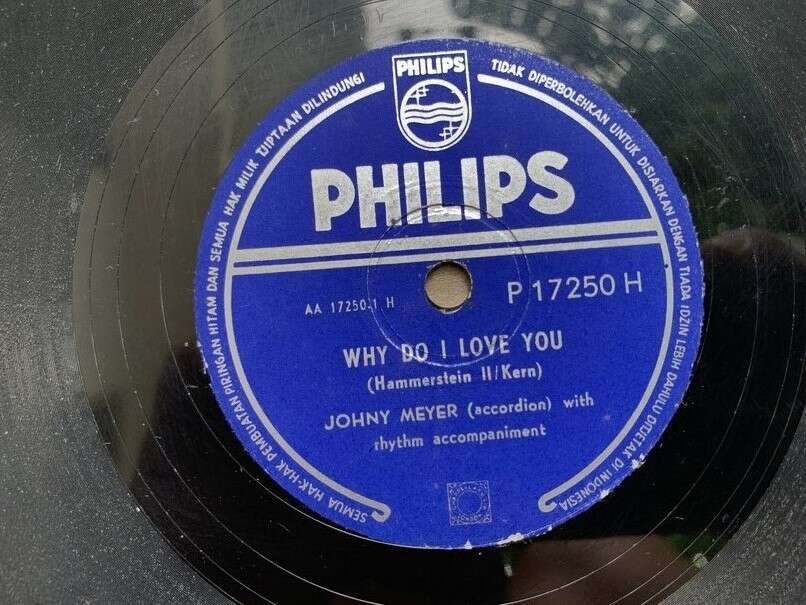 PHILIPS
PHILIPS
AA 17250-1 H
P 17250 H
WHY DO I LOVE YOU
(Hammerstein II/Kern)
JOHNY MEYER (accordion) with
rhythm accompaniment
SEMUA HAK-HAK PEMBUATAN PIRINGAN HITAM DAN SEMUA HAK MILIK TJIPTAAN DILINDUNGI
TIDAK DIPERBOLEHKAN UNTUK DISIARKAN DENGAN TIADA IDZIN LEBIH DAHULU DITJETAK DI INDONESIA